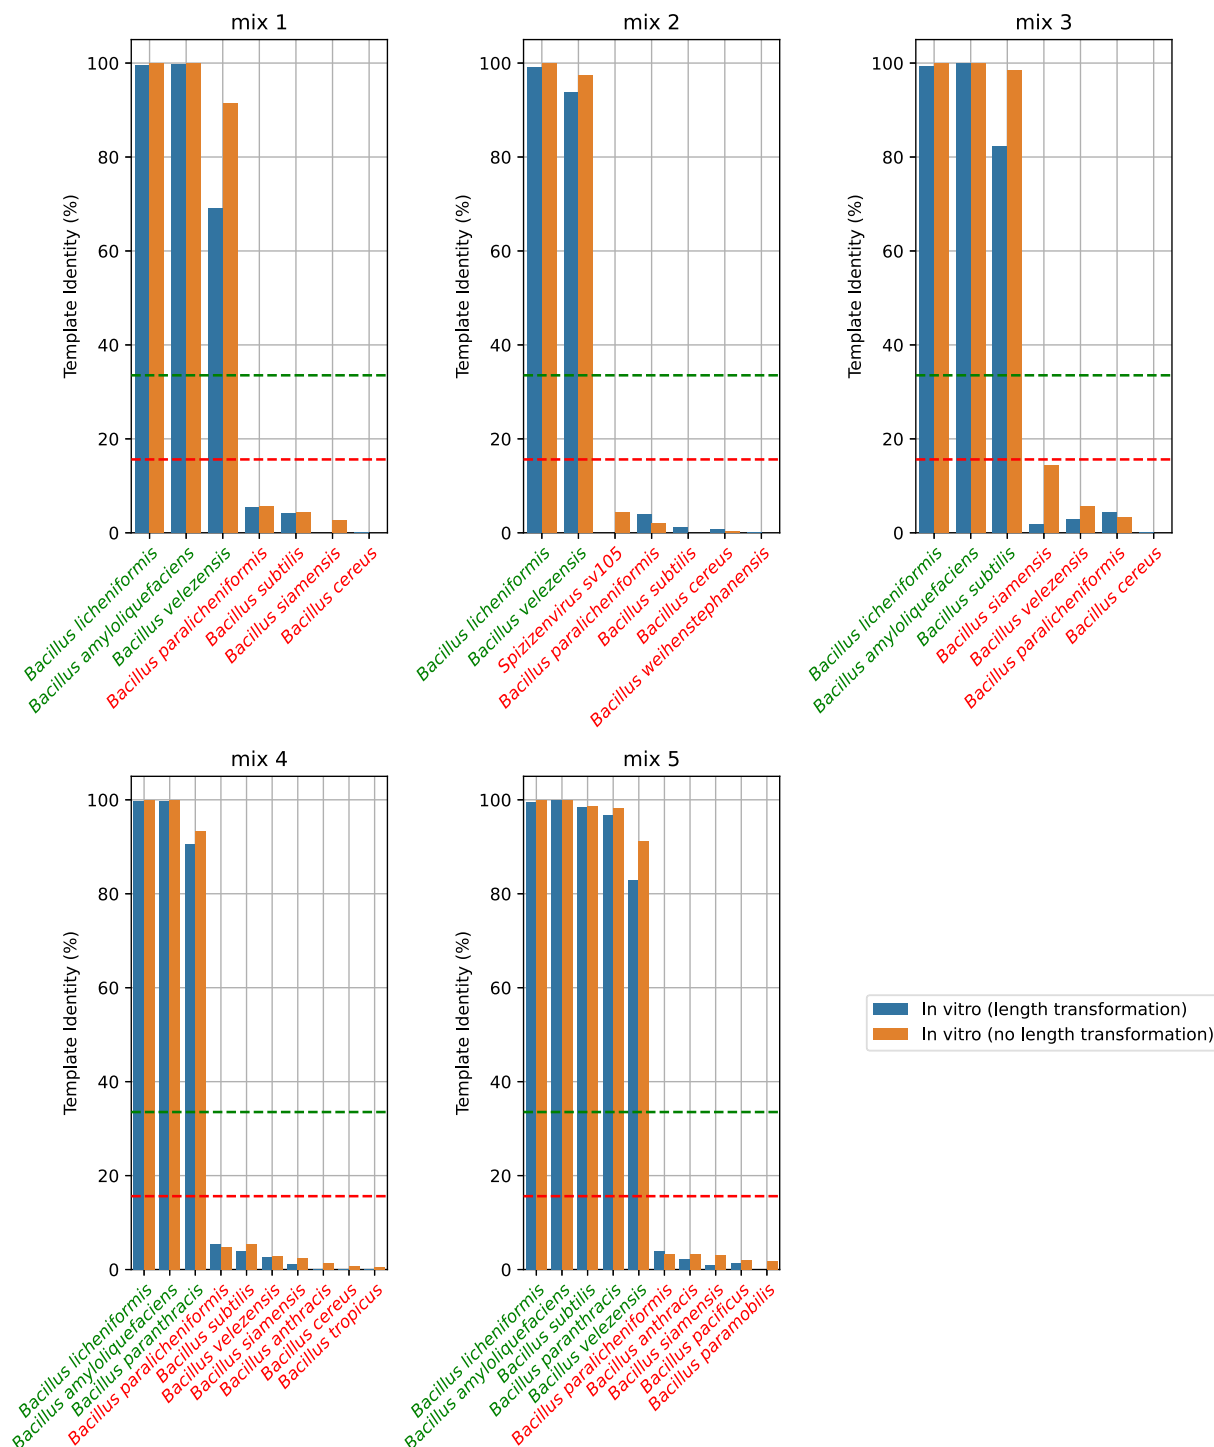 mix 1
mix 2
mix 3
Template Identity (%)
100
80
60
40
20
0
Bacillus licheniformis
Bacillus amyloliquefaciens
Bacillus velezensis
Bacillus paralicheniformis
Bacillus subtilis
Bacillus siamensis
Bacillus cereus
Template Identity (%)
100
80
60
40
20
0
Bacillus licheniformis
Bacillus velezensis
Spizizenvirus sv105
Bacillus paralicheniformis
Bacillus subtilis
Bacillus cereus
Bacillus weihenstephanensis
Template Identity (%)
100
80
60
40
20
0
Bacillus licheniformis
Bacillus amyloliquefaciens
Bacillus subtilis
Bacillus siamensis
Bacillus velezensis
Bacillus paralicheniformis
Bacillus cereus
mix 4
mix 5
Template Identity (%)
100
80
60
40
20
0
Bacillus licheniformis
Bacillus amyloliquefaciens
Bacillus paranthracis
Bacillus paralicheniformis
Bacillus subtilis
Bacillus velezensis
Bacillus siamensis
Bacillus anthracis
Bacillus cereus
Bacillus tropicus
Template Identity (%)
100
80
60
40
20
0
Bacillus licheniformis
Bacillus amyloliquefaciens
Bacillus subtilis
Bacillus paranthracis
Bacillus velezensis
Bacillus paralicheniformis
Bacillus anthracis
Bacillus siamensis
Bacillus pacificus
Bacillus paramobilis
In vitro (length transformation)
In vitro (no length transformation)